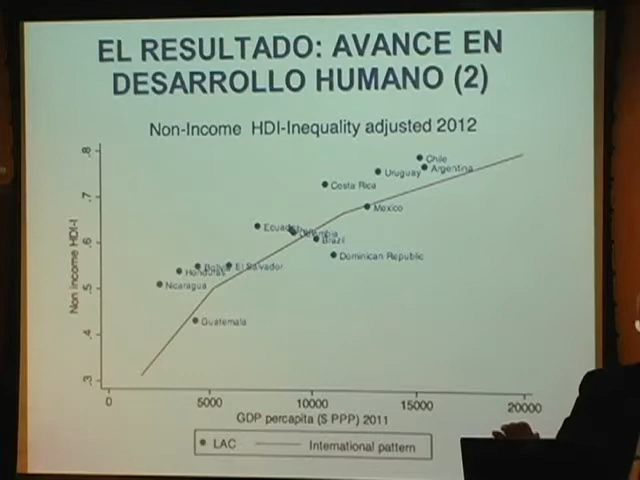 EL RESULTADO: AVANCE EN
DESARROLLO HUMANO (2)
Non-Income HDI-Inequality adjusted 2012
.8
.7
.6
.5
.4
.3
Non income HDI-I
Chile
Argentina
Uruguay
Costa Rica
Mexico
Brazil
Dominican Republic
El Salvador
Honduras
Nicaragua
Guatemala
0 5000 10000 15000 20000
GDP percapita ($ PPP) 2011
LAC International pattern